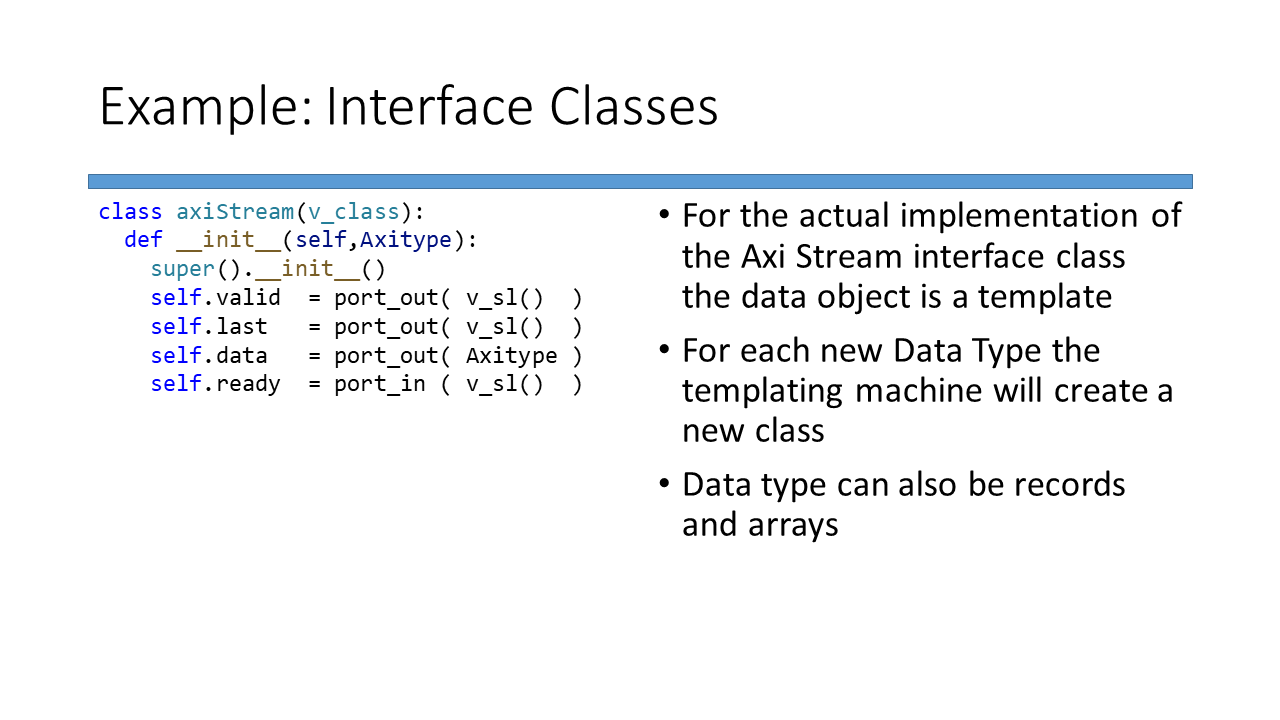 Example: Interface Classes
class axiStream(v_class):
  def __init__(self,Axitype):
    super().__init__()
    self.valid  = port_out( v_sl()  )
    self.last   = port_out( v_sl()  )
    self.data   = port_out( Axitype )
    self.ready  = port_in ( v_sl()  )
• For the actual implementation of
the Axi Stream interface class
the data object is a template
• For each new Data Type the
templating machine will create a
new class
• Data type can also be records
and arrays